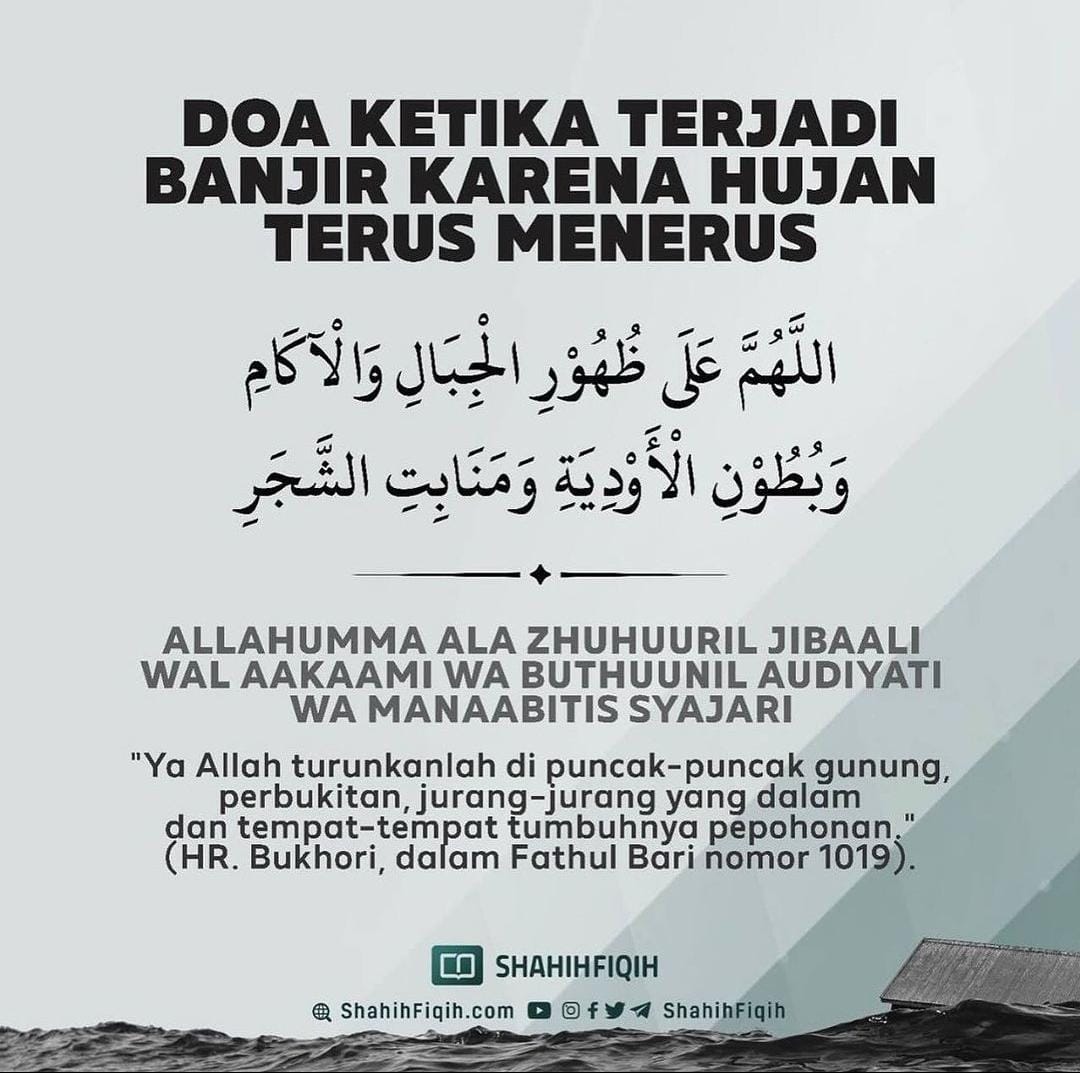 DOA KETIKA TERJADI
BANJIR KARENA HUJAN
TERUS MENERUS
اللَّهُمَّ عَلَى ظُهُوْرِ الْجِبَالِ وَالْآكَامِ
وَبُطُوْنِ الْأَوْدِيَةِ وَمَنَابِتِ الشَّجَرِ
ALLAHUMMA ALA ZHUHUURIL JIBAALI
WAL AAKAAMI WA BUTHUUNIL AUDIYATI
WA MANAABITIS SYAJARI
"Ya Allah turunkanlah di puncak-puncak gunung,
perbukitan, jurang-jurang yang dalam
dan tempat-tempat tumbuhnya pepohonan."
(HR. Bukhori, dalam Fathul Bari nomor 1019).
SHAHIHFIQIH
ShahihFiqih.com ShahihFiqih